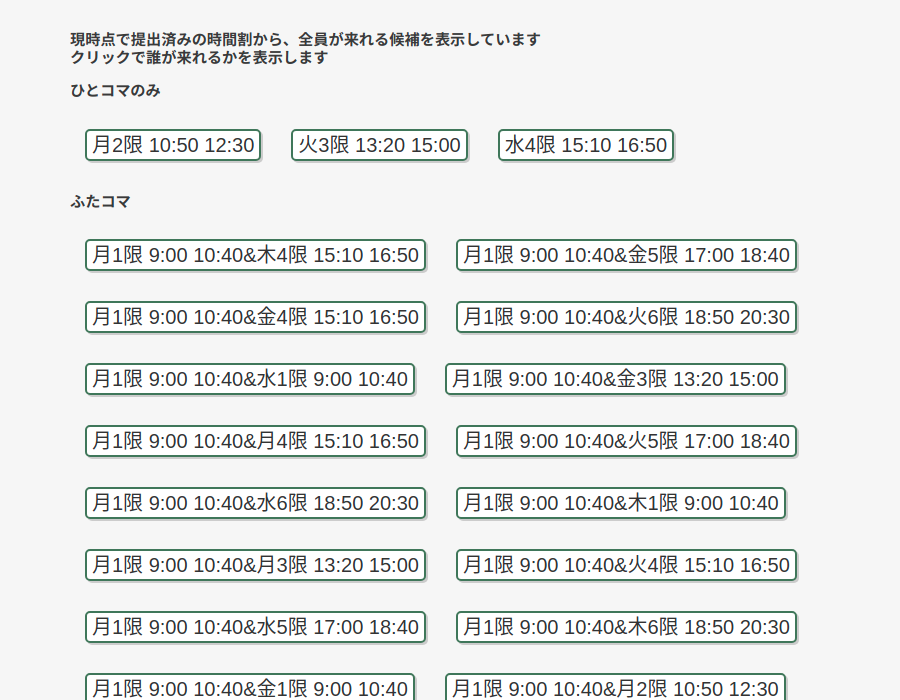 現時点で提出済みの時間割から、全員が来れる候補を表示しています
クリックで誰が来れるかを表示します
ひとコマのみ
月2限 10:50 12:30 火3限 13:20 15:00 水4限 15:10 16:50
ふたコマ
月1限 9:00 10:40&木4限 15:10 16:50 月1限 9:00 10:40&金5限 17:00 18:40
月1限 9:00 10:40&金4限 15:10 16:50 月1限 9:00 10:40&火6限 18:50 20:30
月1限 9:00 10:40&水1限 9:00 10:40 月1限 9:00 10:40&金3限 13:20 15:00
月1限 9:00 10:40&月4限 15:10 16:50 月1限 9:00 10:40&火5限 17:00 18:40
月1限 9:00 10:40&水6限 18:50 20:30 月1限 9:00 10:40&木1限 9:00 10:40
月1限 9:00 10:40&月3限 13:20 15:00 月1限 9:00 10:40&火4限 15:10 16:50
月1限 9:00 10:40&水5限 17:00 18:40 月1限 9:00 10:40&木6限 18:50 20:30
月1限 9:00 10:40&金1限 9:00 10:40 月1限 9:00 10:40&月2限 10:50 12:30